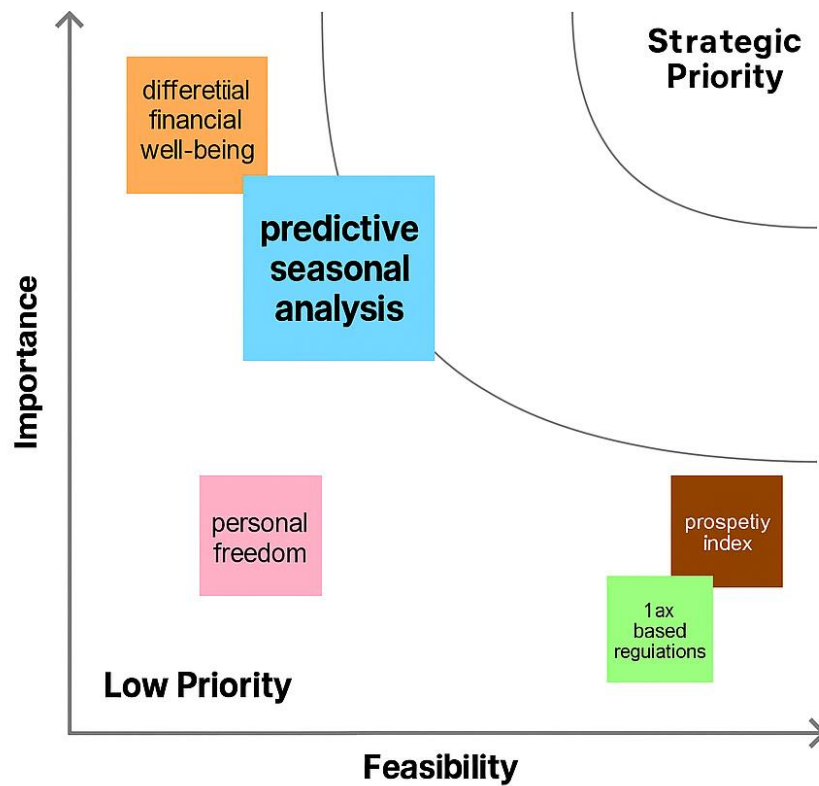 Strategic
Priority
differetiial
financial
well-being
predictive
seasonal
analysis
Importance
personal
freedom
prospetiy
index
1ax
based
reguiations
Low Priority
Feasibility